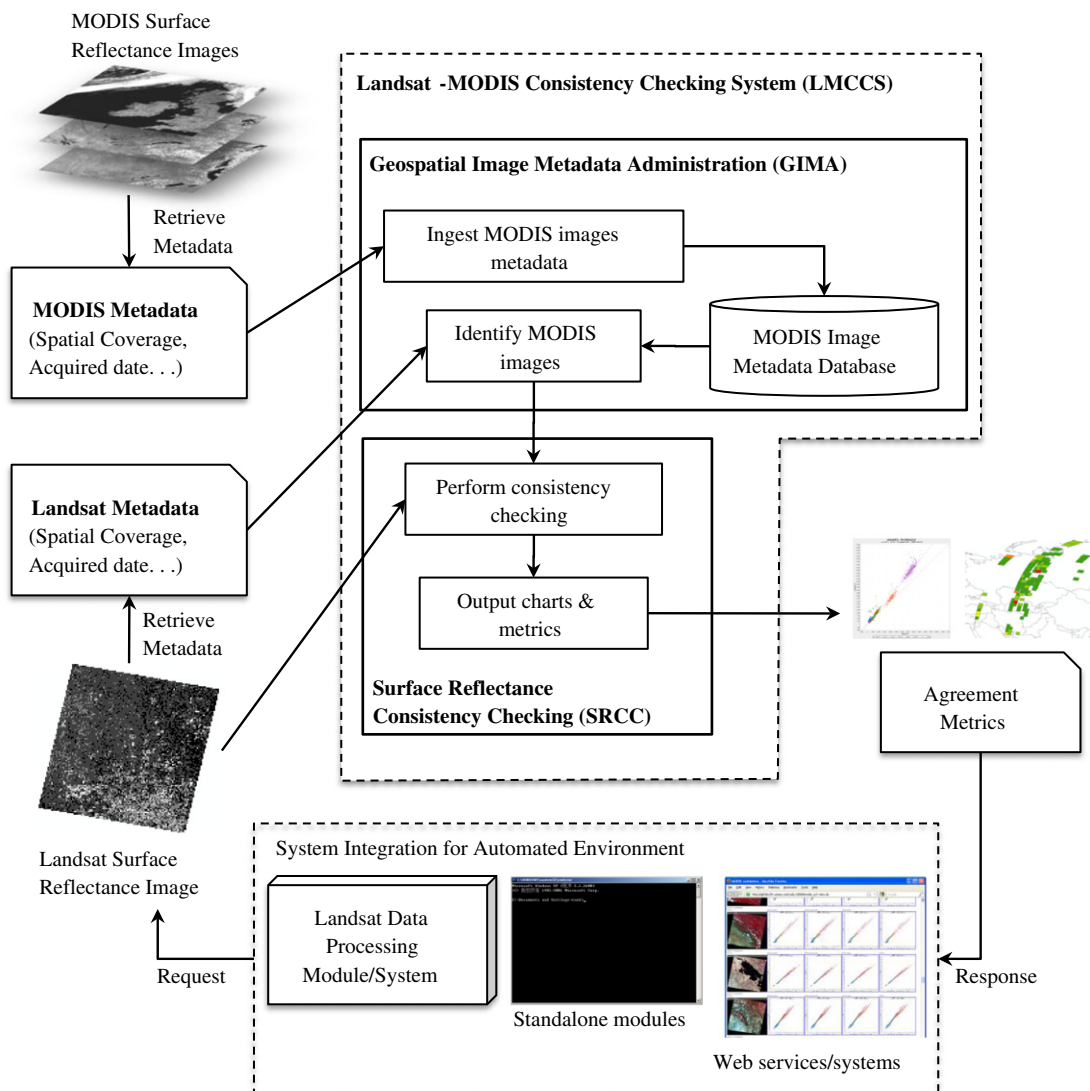 MODIS Surface
Reflectance Images
Landsat -MODIS Consistency Checking System (LMCCS)
Geospatial Image Metadata Administration (GIMA)
Retrieve
Metadata
Ingest MODIS images
metadata
MODIS Metadata
(Spatial Coverage,
Acquired date. . .)
Identify MODIS
images
MODIS Image
Metadata Database
Landsat Metadata
(Spatial Coverage,
Acquired date. . .)
Perform consistency
checking
Retrieve
Metadata
Output charts &
metrics
Surface Reflectance
Consistency Checking (SRCC)
Agreement
Metrics
Landsat Surface
Reflectance Image
System Integration for Automated Environment
Landsat Data
Processing
Module/System
Request
Response
Standalone modules
Web services/systems